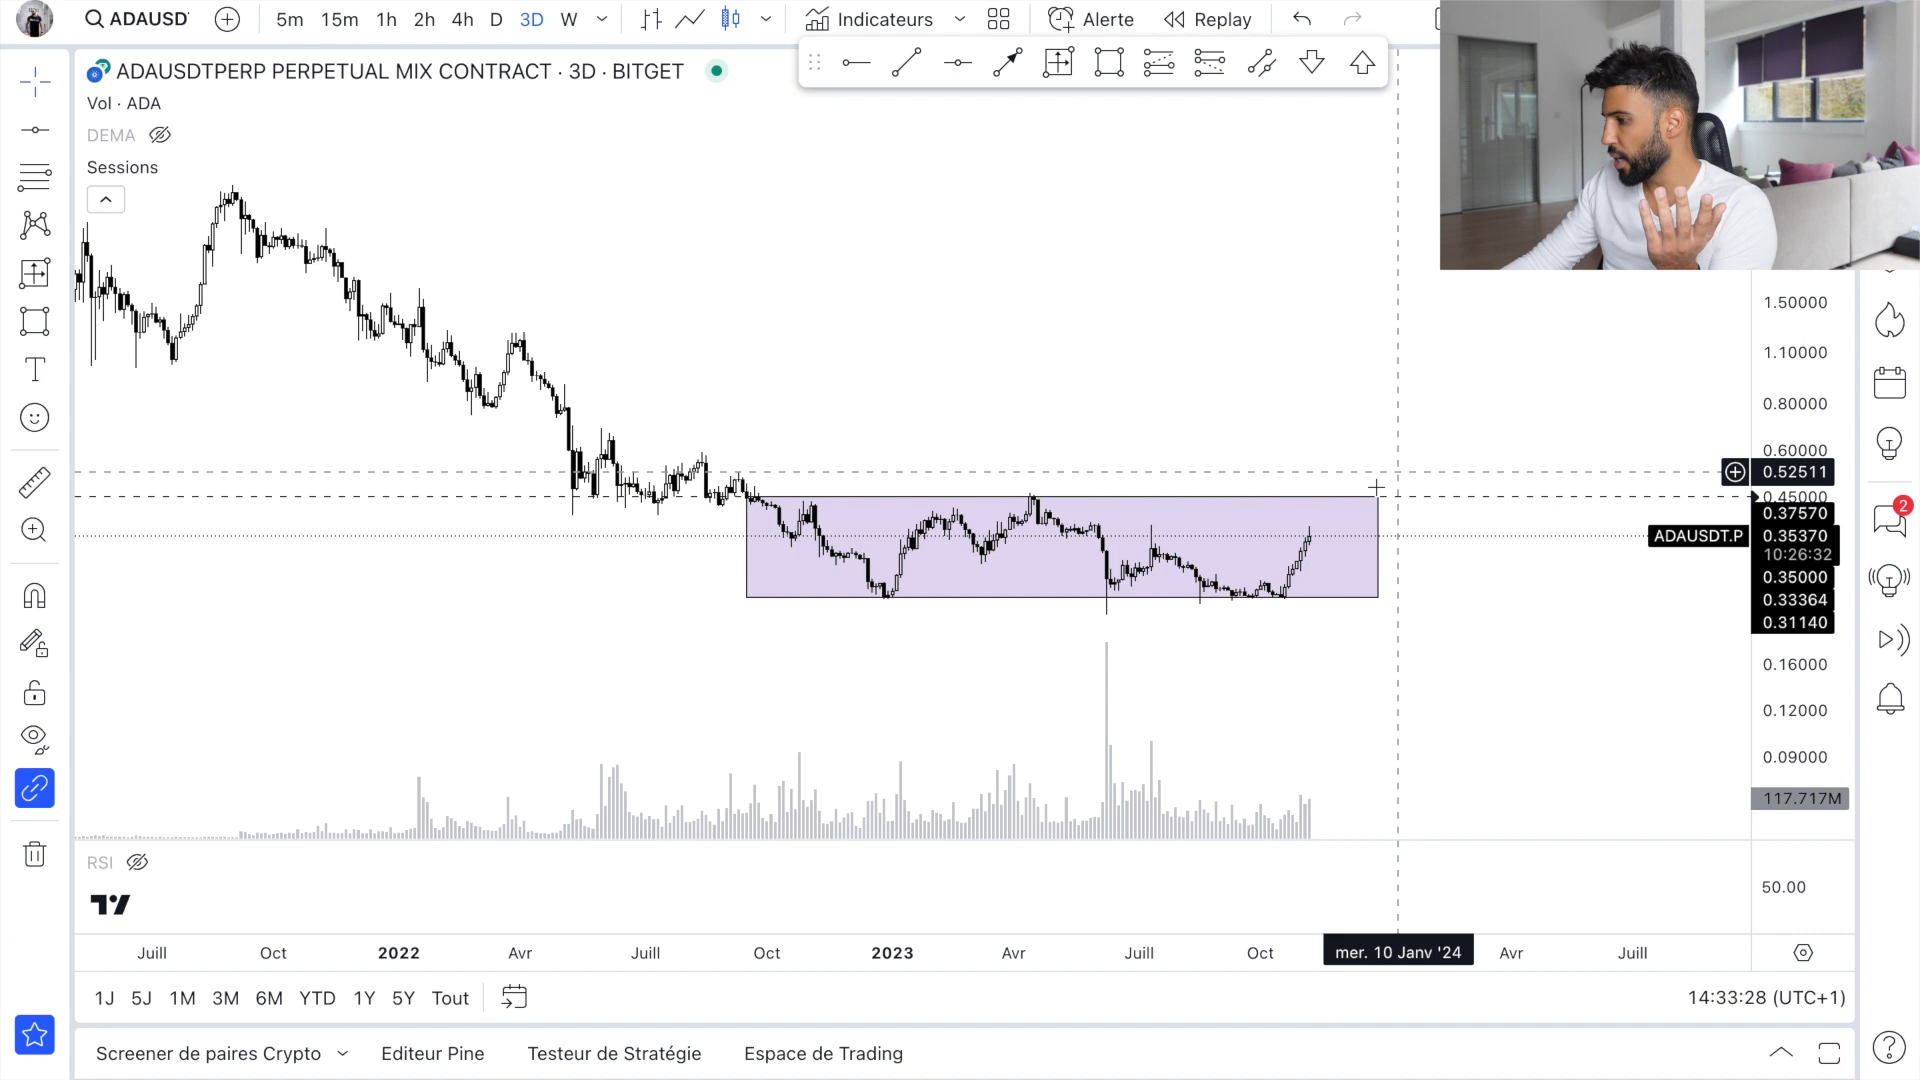 ADAUSD
5m 15m 1h 2h 4h D 3D W
Indicateurs
Alerte
Replay
ADAUSDTPERP PERPETUAL MIX CONTRACT · 3D · BITGET
Vol · ADA
DEMA
Sessions
1.50000
1.10000
0.80000
0.60000
0.52511
0.45000
0.37570
ADAUSDT.P 0.35370
10:26:32
0.35000
0.33364
0.31140
0.16000
0.12000
0.09000
117.717M
RSI
50.00
2
Juill Oct 2022 Avr Juill Oct 2023 Avr Juill Oct mer. 10 Janv '24 Avr Juill
1J 5J 1M 3M 6M YTD 1Y 5Y Tout
14:33:28 (UTC+1)
Screener de paires Crypto Editeur Pine Testeur de Stratégie Espace de Trading